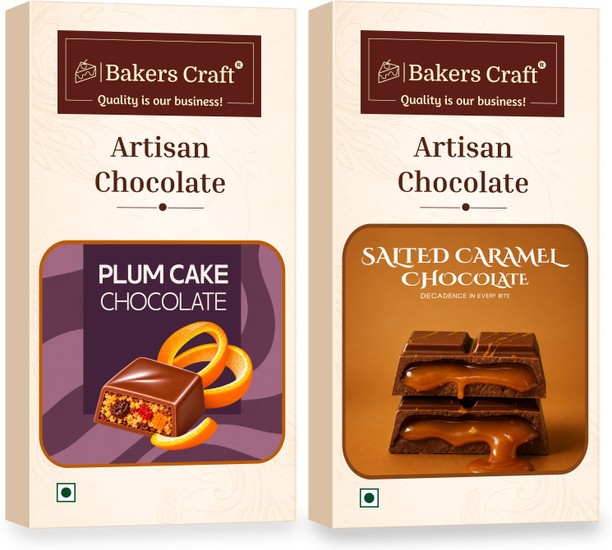 Bakers Craft®
Quality is our business!
Artisan
Chocolate
PLUM CAKE
CHOCOLATE
Bakers Craft®
Quality is our business!
Artisan
Chocolate
SALTED CARAMEL
CHOCOLATE
DECADENCE IN EVERY BITE